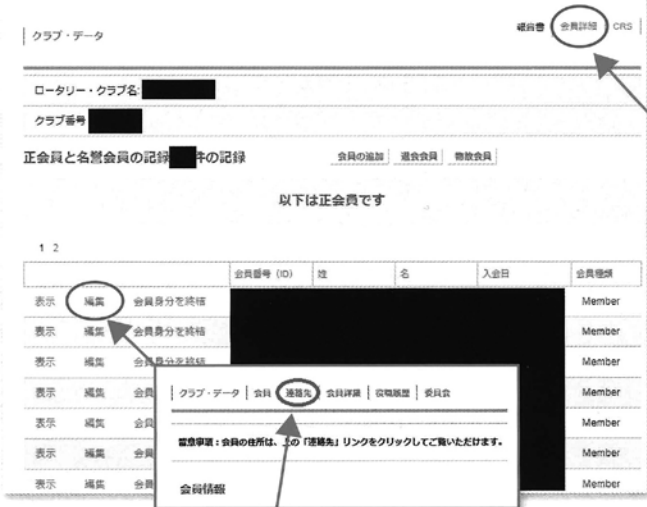 クラブ・データ
報告書 会員詳細 CRS
ロータリー・クラブ名:
クラブ番号
正会員と名誉会員の記録 件の記録
会員の追加 退会会員 物故会員
以下は正会員です
1 2
会員番号 (ID) 姓 名 入会日 会員種類
表示 編集 会員身分を終結 Member
表示 編集 会員身分を終結 Member
表示 編集 会員身分を終結 Member
表示 編集 会員 Member
表示 編集 会員 Member
表示 編集 会員 Member
表示 編集 会員 Member
クラブ・データ 会員 連絡先 会員詳細 役職履歴 委員会
留意事項:会員の住所は、上の「連絡先」リンクをクリックしてご覧いただけます。
会員情報